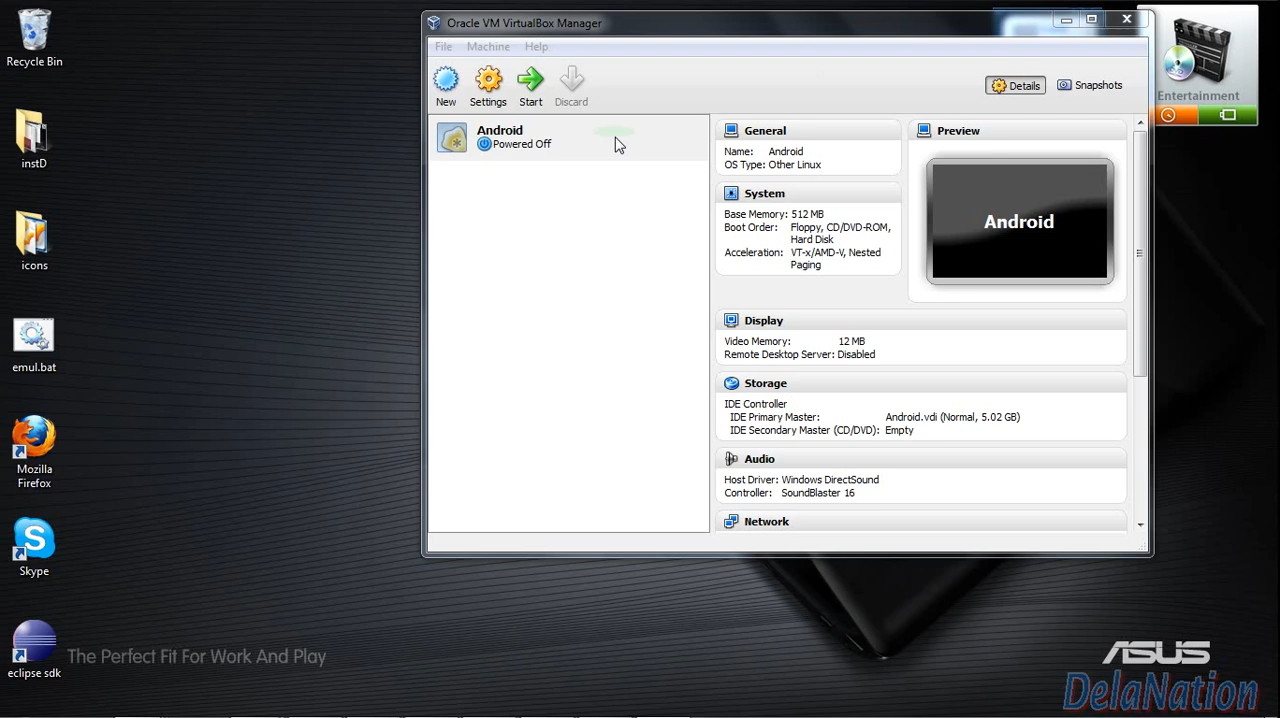 Recycle Bin
instD
icons
emul.bat
Mozilla
Firefox
Skype
eclipse sdk
Oracle VM VirtualBox Manager
File Machine Help
New Settings Start Discard
Details Snapshots
Android
Powered Off
General
Name: Android
OS Type: Other Linux
System
Base Memory: 512 MB
Boot Order: Floppy, CD/DVD-ROM,
Hard Disk
Acceleration: VT-x/AMD-V, Nested
Paging
Preview
Android
Display
Video Memory: 12 MB
Remote Desktop Server: Disabled
Storage
IDE Controller
IDE Primary Master: Android.vdi (Normal, 5.02 GB)
IDE Secondary Master (CD/DVD): Empty
Audio
Host Driver: Windows DirectSound
Controller: SoundBlaster 16
Network
Entertainment
The Perfect Fit For Work And Play
ASUS
DelaNation